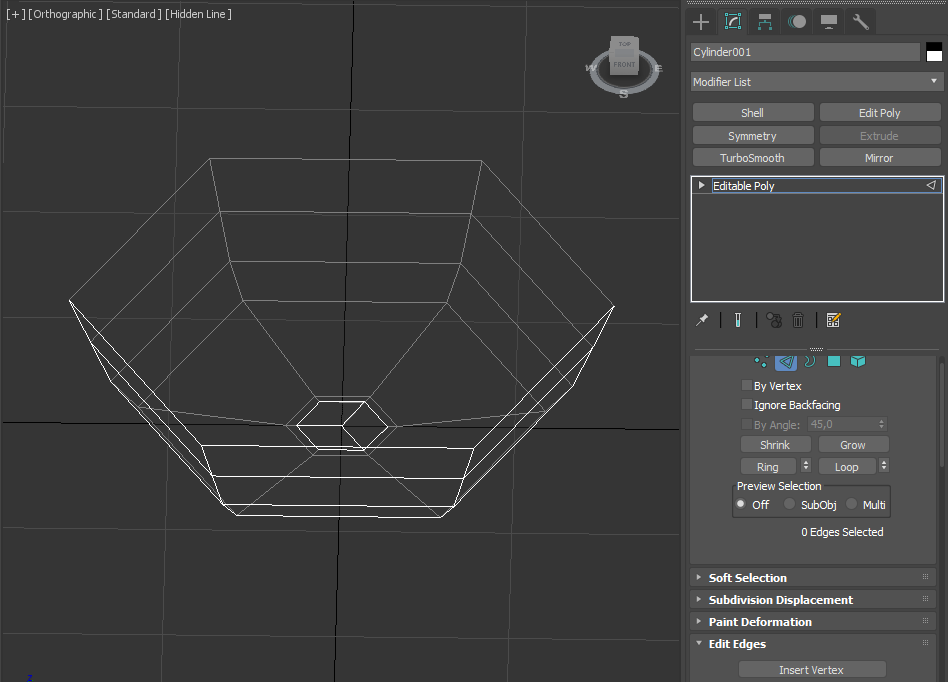 [+] [Orthographic] [Standard] [Hidden Line]
TOP
FRONT
W
E
S
z
Cylinder001
Modifier List
Shell
Edit Poly
Symmetry
Extrude
TurboSmooth
Mirror
Editable Poly
By Vertex
Ignore Backfacing
By Angle: 45,0
Shrink
Grow
Ring
Loop
Preview Selection
Off SubObj Multi
0 Edges Selected
Soft Selection
Subdivision Displacement
Paint Deformation
Edit Edges
Insert Vertex